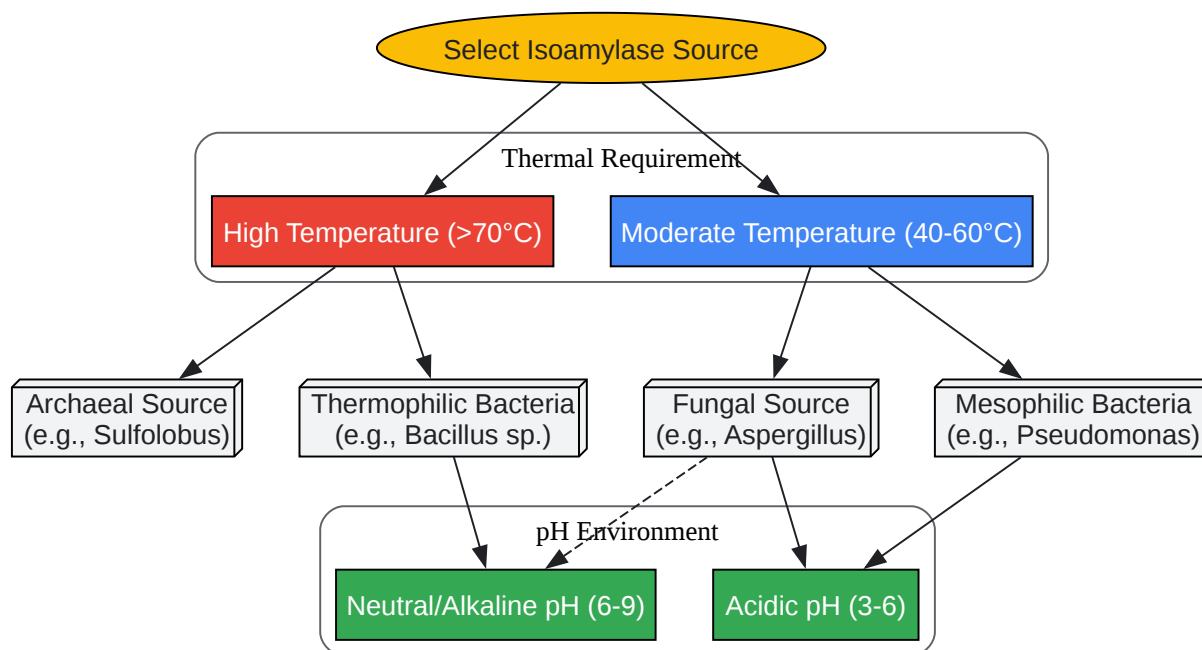 Select Isoamylase Source
Thermal Requirement
High Temperature (>70°C)
Moderate Temperature (40-60°C)
Archaeal Source
(e.g., Sulfolobus)
Thermophilic Bacteria
(e.g., Bacillus sp.)
Fungal Source
(e.g., Aspergillus)
Mesophilic Bacteria
(e.g., Pseudomonas)
pH Environment
Neutral/Alkaline pH (6-9)
Acidic pH (3-6)